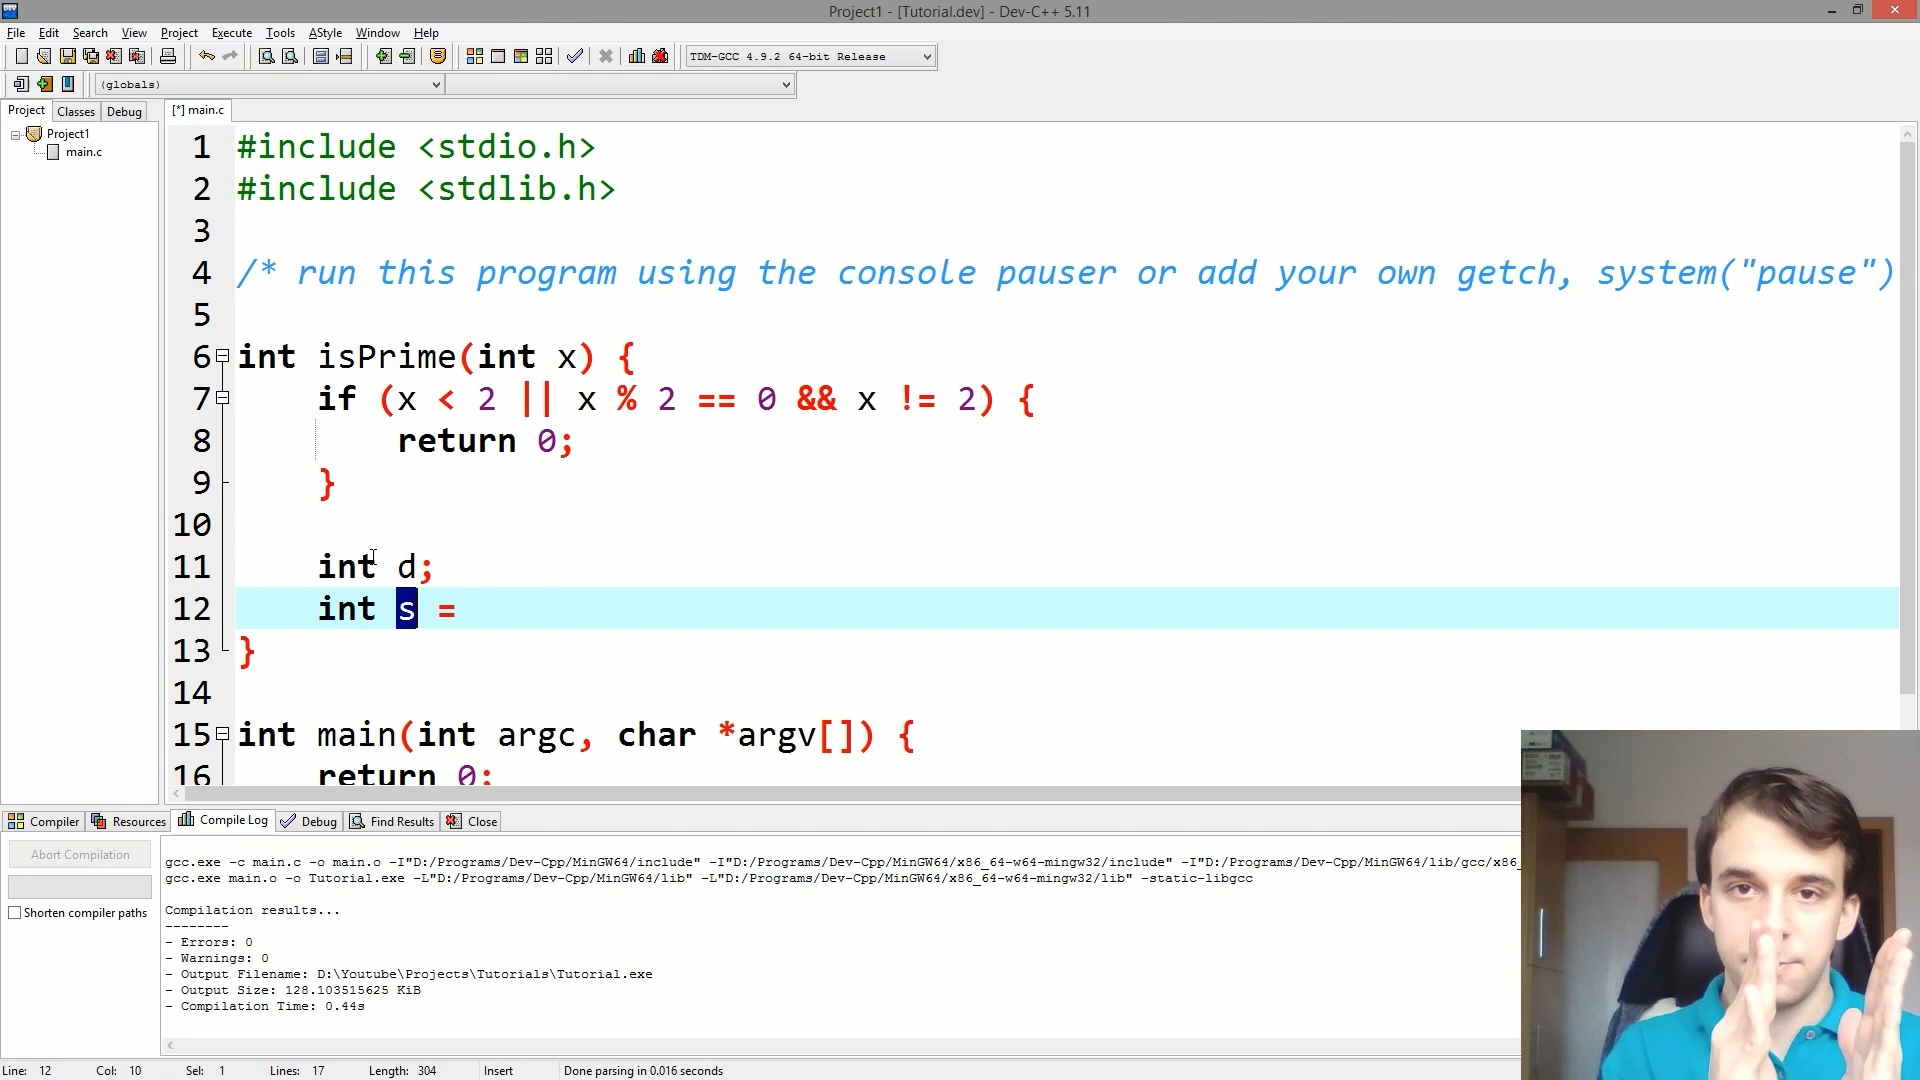 Project1 - [Tutorial.dev] - Dev-C++ 5.11
File Edit Search View Project Execute Tools AStyle Window Help
TDM-GCC 4.9.2 64-bit Release
(globals)
Project Classes Debug
[*] main.c
Project1
main.c
1 #include <stdio.h>
2 #include <stdlib.h>
3
4 /* run this program using the console pauser or add your own getch, system("pause")
5
6 int isPrime(int x) {
7 if (x < 2 || x % 2 == 0 && x != 2) {
8 return 0;
9 }
10
11 int d;
12 int s =
13 }
14
15 int main(int argc, char *argv[]) {
16 return 0;
Compiler Resources Compile Log Debug Find Results Close
Abort Compilation
Shorten compiler paths
gcc.exe -c main.c -o main.o -I"D:/Programs/Dev-Cpp/MinGW64/include" -I"D:/Programs/Dev-Cpp/MinGW64/x86_64-w64-mingw32/include" -I"D:/Programs/Dev-Cpp/MinGW64/lib/gcc/x86_
gcc.exe main.o -o Tutorial.exe -L"D:/Programs/Dev-Cpp/MinGW64/lib" -L"D:/Programs/Dev-Cpp/MinGW64/x86_64-w64-mingw32/lib" -static-libgcc
Compilation results...
--------
- Errors: 0
- Warnings: 0
- Output Filename: D:\Youtube\Projects\Tutorials\Tutorial.exe
- Output Size: 128.103515625 KiB
- Compilation Time: 0.44s
Line: 12 Col: 10 Sel: 1 Lines: 17 Length: 304 Insert Done parsing in 0.016 seconds